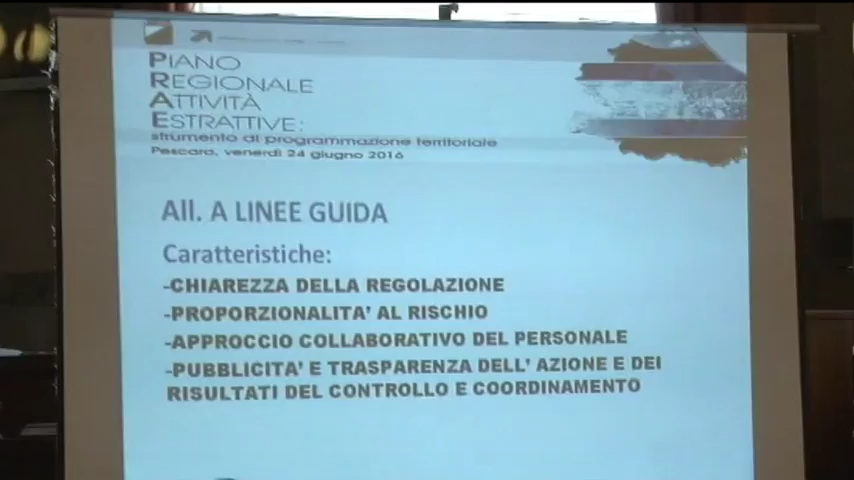 PIANO
REGIONALE
ATTIVITÀ
ESTRATTIVE:
strumento di programmazione territoriale
Pescara, venerdì 24 giugno 2016
All. A LINEE GUIDA
Caratteristiche:
-CHIAREZZA DELLA REGOLAZIONE
-PROPORZIONALITA' AL RISCHIO
-APPROCCIO COLLABORATIVO DEL PERSONALE
-PUBBLICITA' E TRASPARENZA DELL' AZIONE E DEI
RISULTATI DEL CONTROLLO E COORDINAMENTO